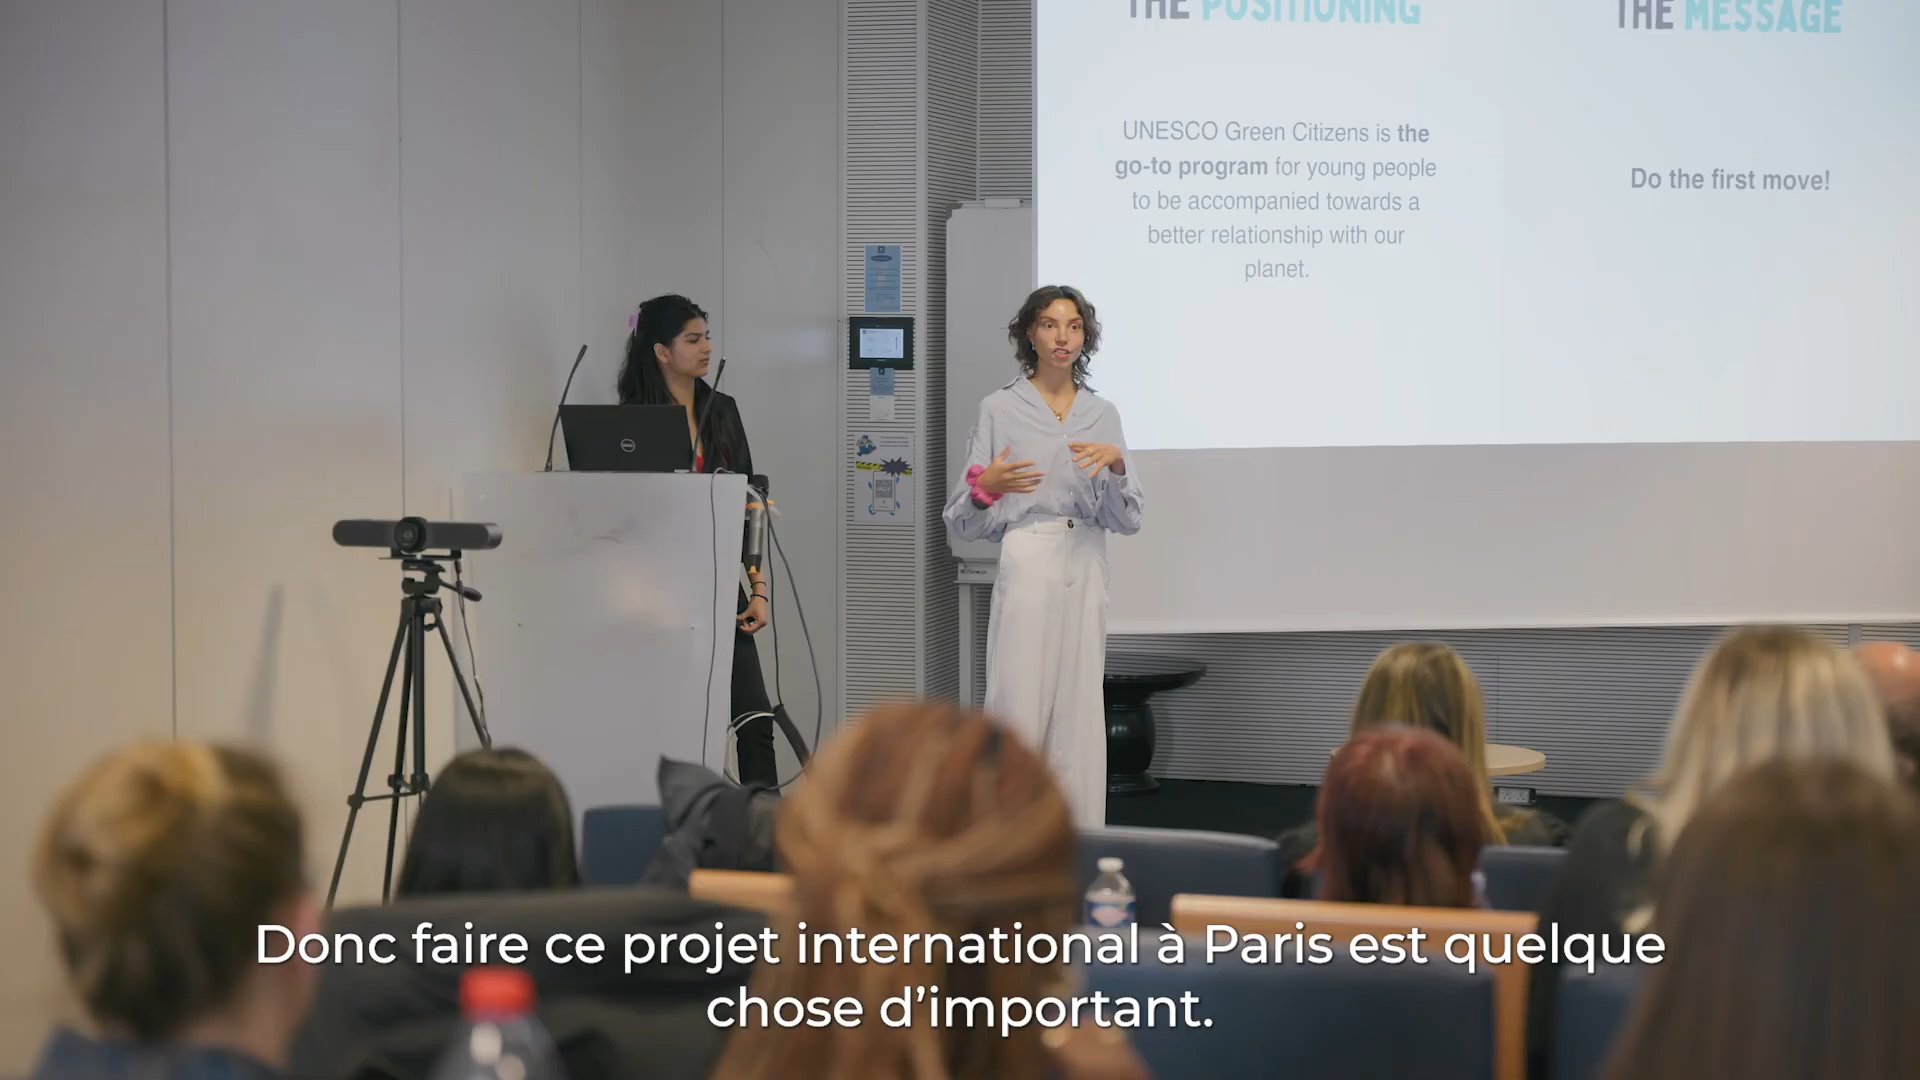 THE POSITIONING
THE MESSAGE
UNESCO Green Citizens is the
go-to program for young people
to be accompanied towards a
better relationship with our
planet.
Do the first move!
DELL
Donc faire ce projet international à Paris est quelque
chose d’important.